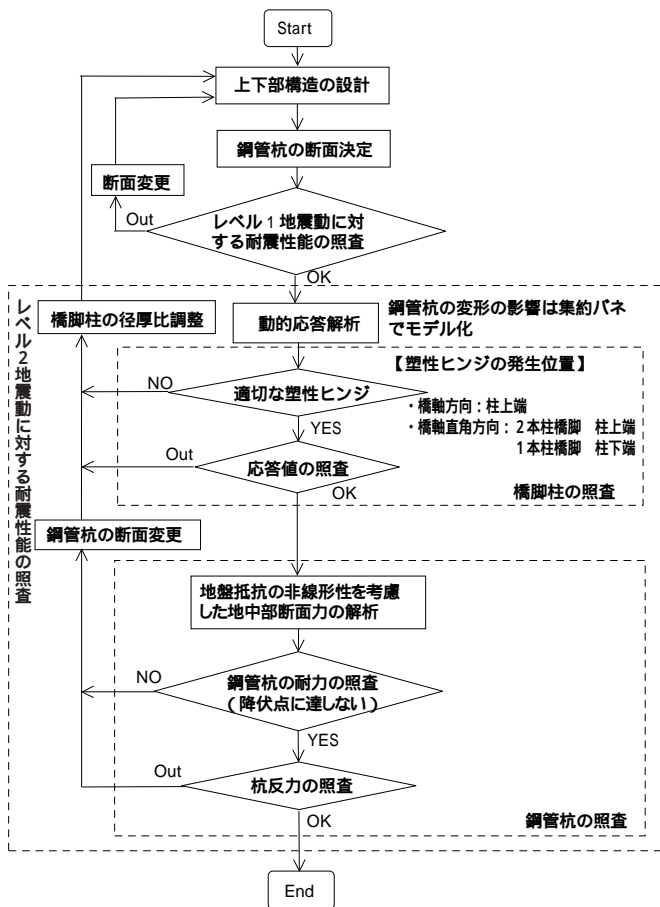 Start
上下部構造の設計
鋼管杭の断面決定
断面変更
Out
レベル１地震動に対
する耐震性能の照査
OK
レベル２地震動に対する耐震性能の照査
橋脚柱の径厚比調整
動的応答解析
鋼管杭の変形の影響は集約バネ
でモデル化
【塑性ヒンジの発生位置】
NO
適切な塑性ヒンジ
・橋軸方向：柱上端
・橋軸直角方向：２本柱橋脚　柱上端
１本柱橋脚　柱下端
YES
Out
応答値の照査
OK
橋脚柱の照査
鋼管杭の断面変更
地盤抵抗の非線形性を考慮
した地中部断面力の解析
NO
鋼管杭の耐力の照査
（降伏点に達しない）
YES
Out
杭反力の照査
OK
鋼管杭の照査
End